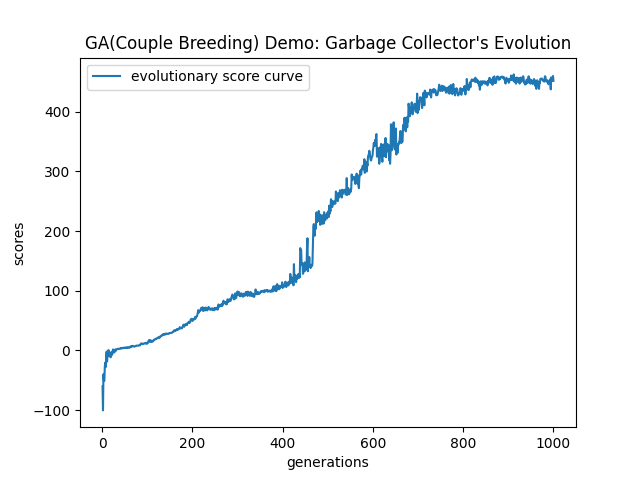 GA(Couple Breeding) Demo: Garbage Collector's Evolution
evolutionary score curve
400
300
200
100
0
−100
scores
0 200 400 600 800 1000
generations